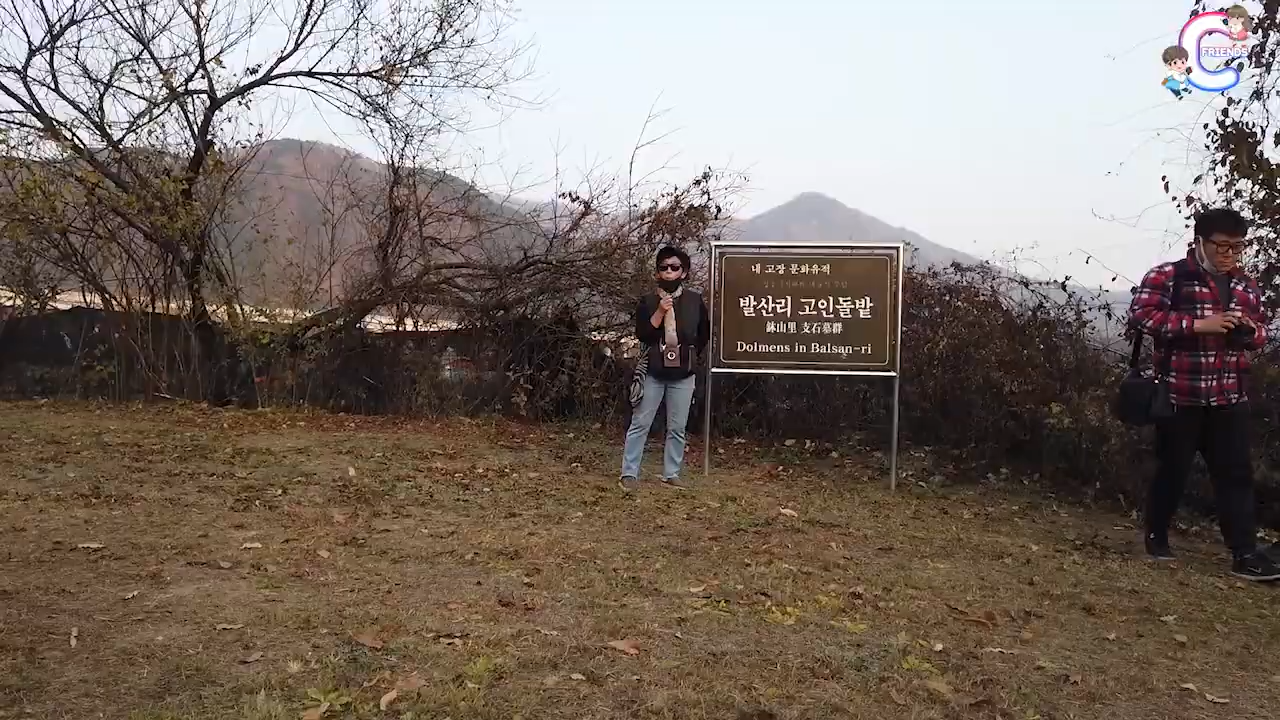 내 고장 문화유적
발산리 고인돌밭
鉢山里 支石墓群
Dolmens in Balsan-ri
C
FRIENDS